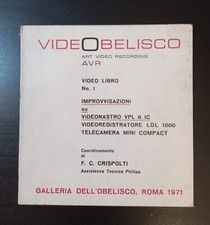 VIDEOBELISCO
ART VIDEO RECORDING
AVR
VIDEO LIBRO
No. 1
IMPROVVISAZIONI
su
VIDEONASTRO VPL 6 IC
VIDEOREGISTRATORE LDL 1000
TELECAMERA MINI COMPACT
Coordinamento
di
F. C. CRISPOLTI
Assistenza Tecnica Philips
GALLERIA DELL'OBELISCO, ROMA 1971